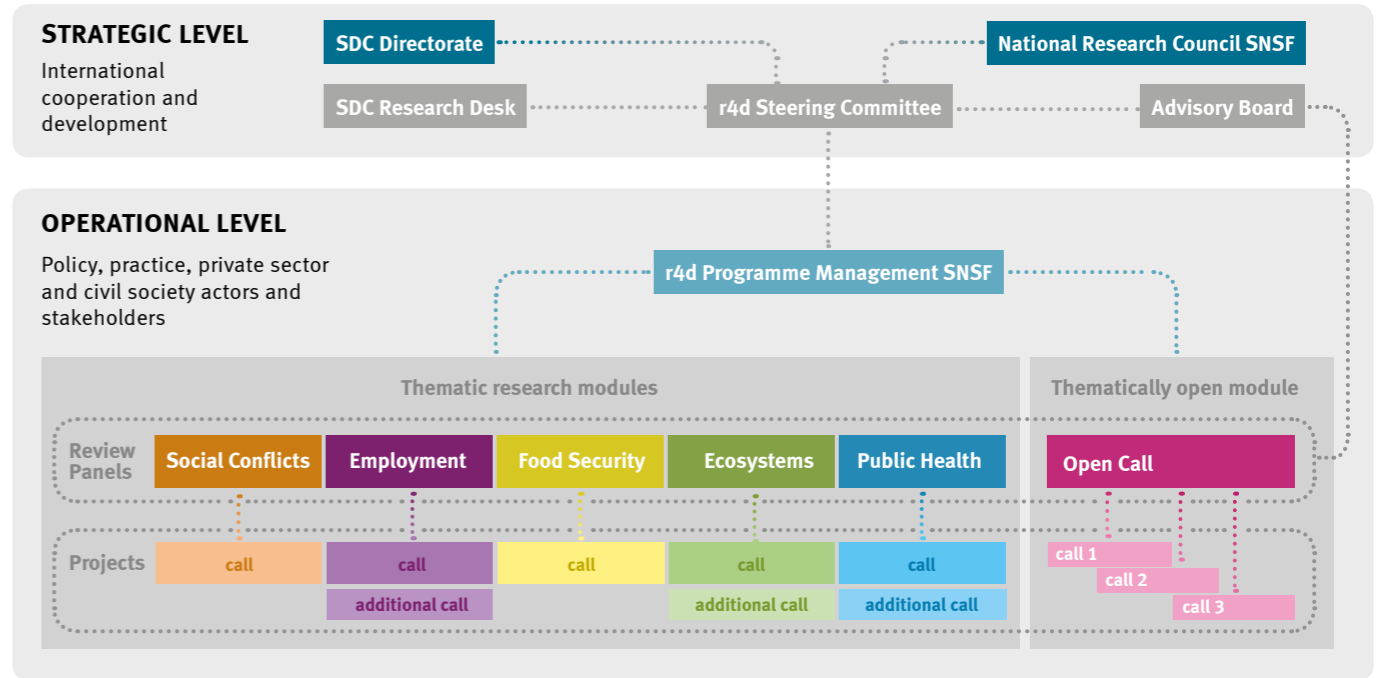 STRATEGIC LEVEL
International
cooperation and
development
SDC Directorate
National Research Council SNSF
SDC Research Desk
r4d Steering Committee
Advisory Board
OPERATIONAL LEVEL
Policy, practice, private sector
and civil society actors and
stakeholders
r4d Programme Management SNSF
Thematic research modules
Thematically open module
Review
Panels
Social Conflicts
Employment
Food Security
Ecosystems
Public Health
Open Call
Projects
call
call
call
call
call
additional call
additional call
additional call
call 1
call 2
call 3